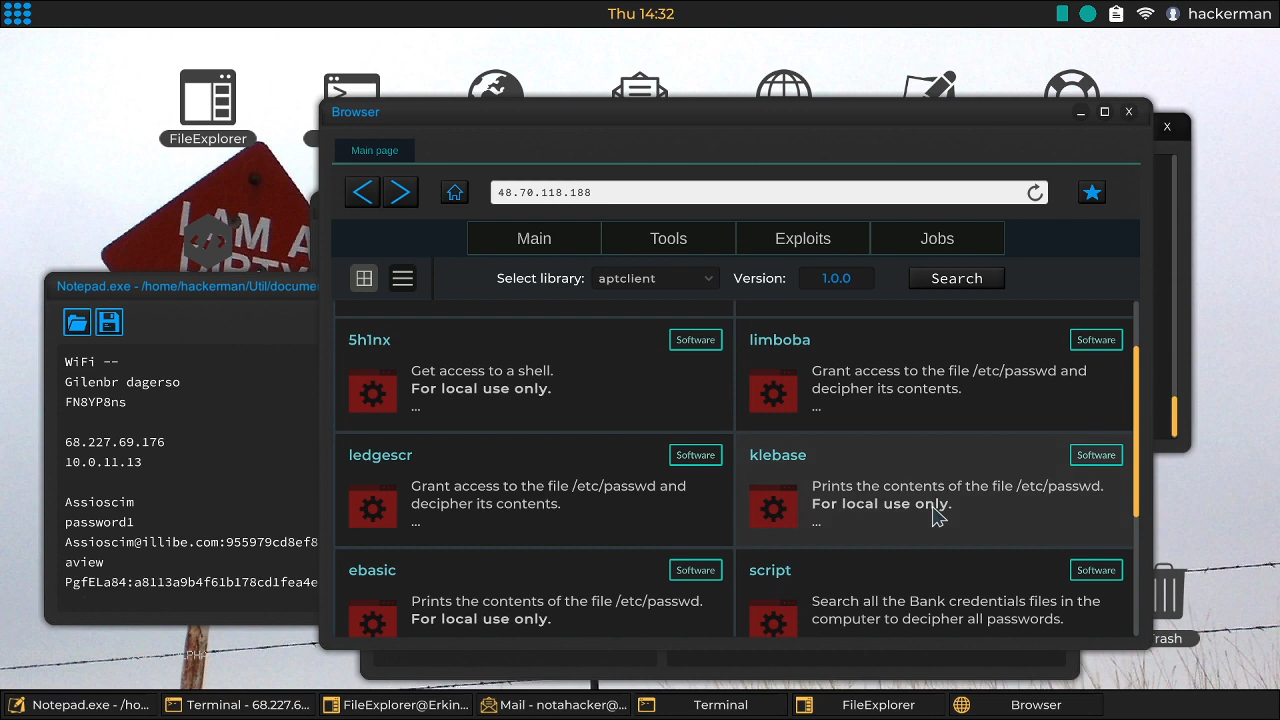 Thu 14:32
hackerman
FileExplorer
Browser
Main page
48.70.118.188
Main
Tools
Exploits
Jobs
Select library:
aptclient
Version:
1.0.0
Search
5h1nx
Software
Get access to a shell.
For local use only.
...
limboba
Software
Grant access to the file /etc/passwd and
decipher its contents.
...
ledgescr
Software
Grant access to the file /etc/passwd and
decipher its contents.
...
klebase
Software
Prints the contents of the file /etc/passwd.
For local use only.
...
ebasic
Software
Prints the contents of the file /etc/passwd.
For local use only.
script
Software
Search all the Bank credentials files in the
computer to decipher all passwords.
I AM A
DIRTY
Notepad.exe - /home/hackerman/Util/docume
WiFi --
Gilenbr dagerso
FN8YP8ns
68.227.69.176
10.0.11.13
Assioscim
password1
Assioscim@illibe.com:955979cd8ef8
aview
PgfELa84:a8113a9b4f61b178cd1fea4e
X
X
rash
ALPHA
Notepad.exe - /ho...
Terminal - 68.227.6...
FileExplorer@Erkin...
Mail - notahacker@...
Terminal
FileExplorer
Browser